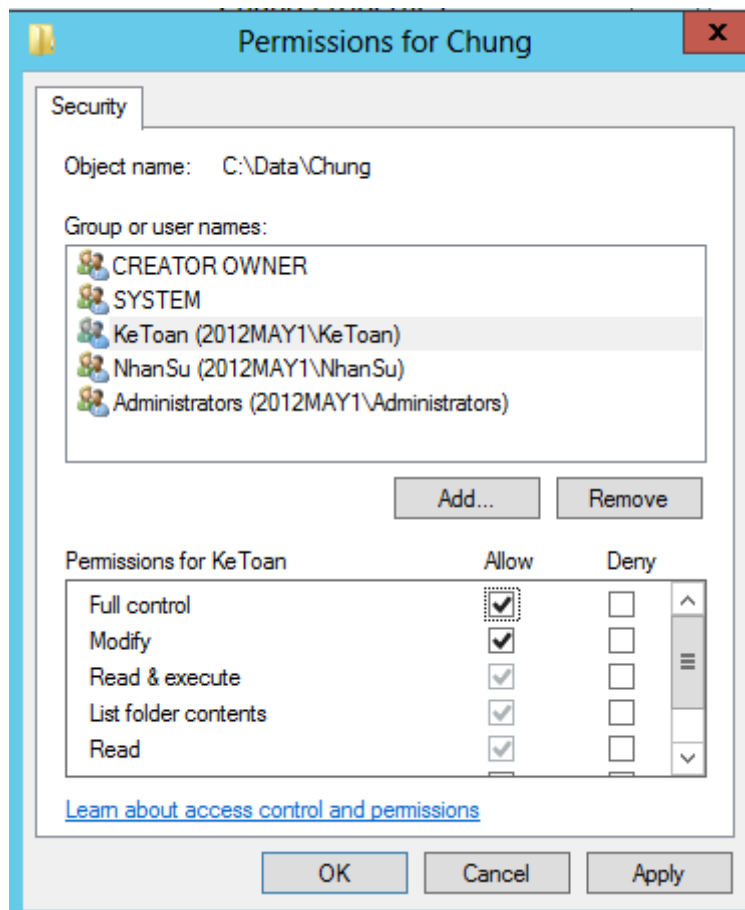 Permissions for Chung
x
Security
Object name: C:\Data\Chung
Group or user names:
CREATOR OWNER
SYSTEM
KeToan (2012MAY1\KeToan)
NhanSu (2012MAY1\NhanSu)
Administrators (2012MAY1\Administrators)
Add... Remove
Permissions for KeToan Allow Deny
Full control
Modify
Read & execute
List folder contents
Read
Learn about access control and permissions
OK Cancel Apply